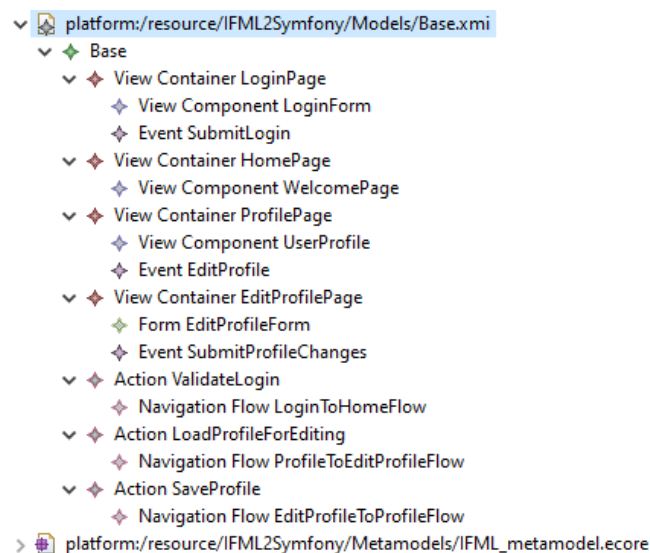 platform:/resource/IFML2Symfony/Models/Base.xmi
Base
View Container LoginPage
View Component LoginForm
Event SubmitLogin
View Container HomePage
View Component WelcomePage
View Container ProfilePage
View Component UserProfile
Event EditProfile
View Container EditProfilePage
Form EditProfileForm
Event SubmitProfileChanges
Action ValidateLogin
Navigation Flow LoginToHomeFlow
Action LoadProfileForEditing
Navigation Flow ProfileToEditProfileFlow
Action SaveProfile
Navigation Flow EditProfileToProfileFlow
platform:/resource/IFML2Symfony/Metamodels/IFML_metamodel.ecore